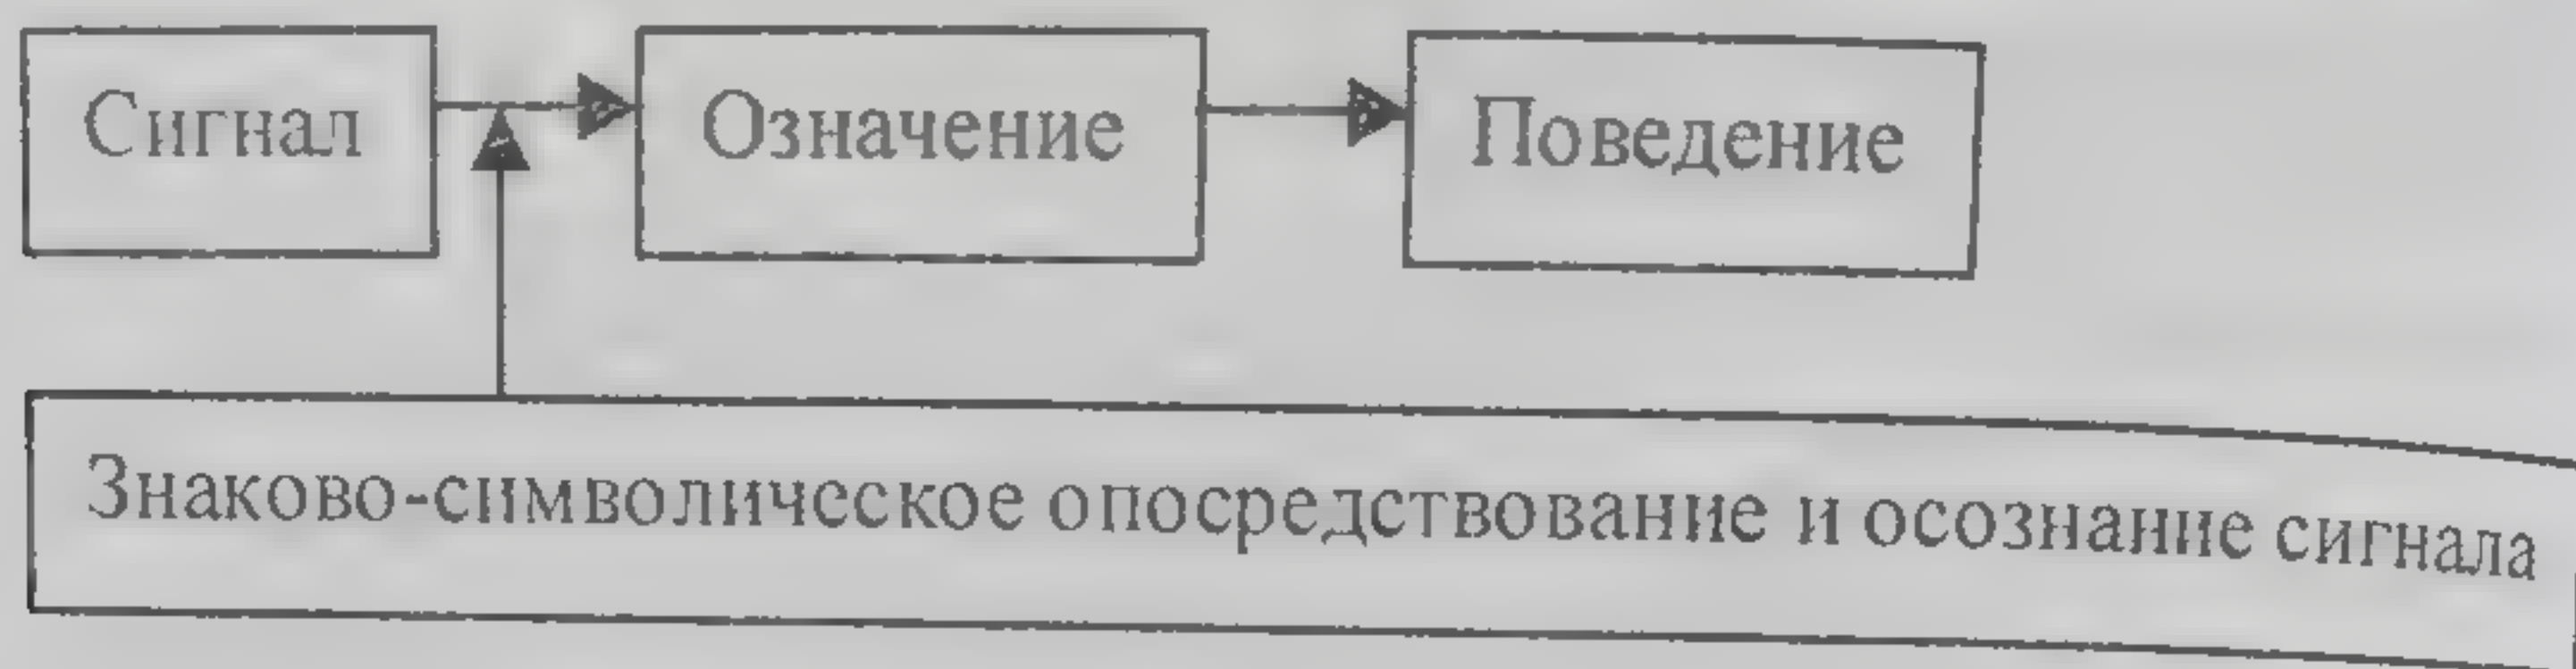 Сигнал
Означение
Поведение
Знаково-символическое опосредствование и осознание сигнала